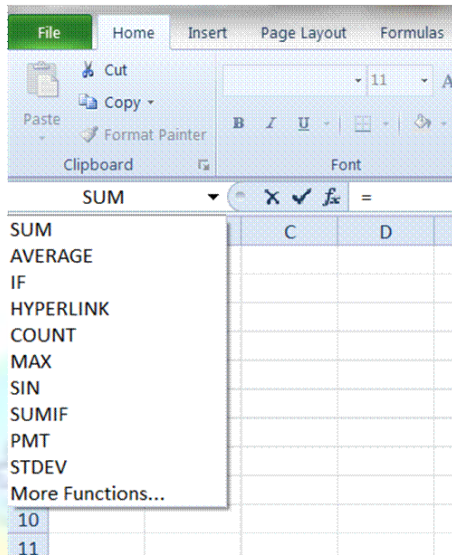 File Home Insert Page Layout Formulas
Cut
Copy
Paste
Format Painter
11 A
B I U
Clipboard Font
SUM fx =
C D
SUM
AVERAGE
IF
HYPERLINK
COUNT
MAX
SIN
SUMIF
PMT
STDEV
More Functions...
10
11